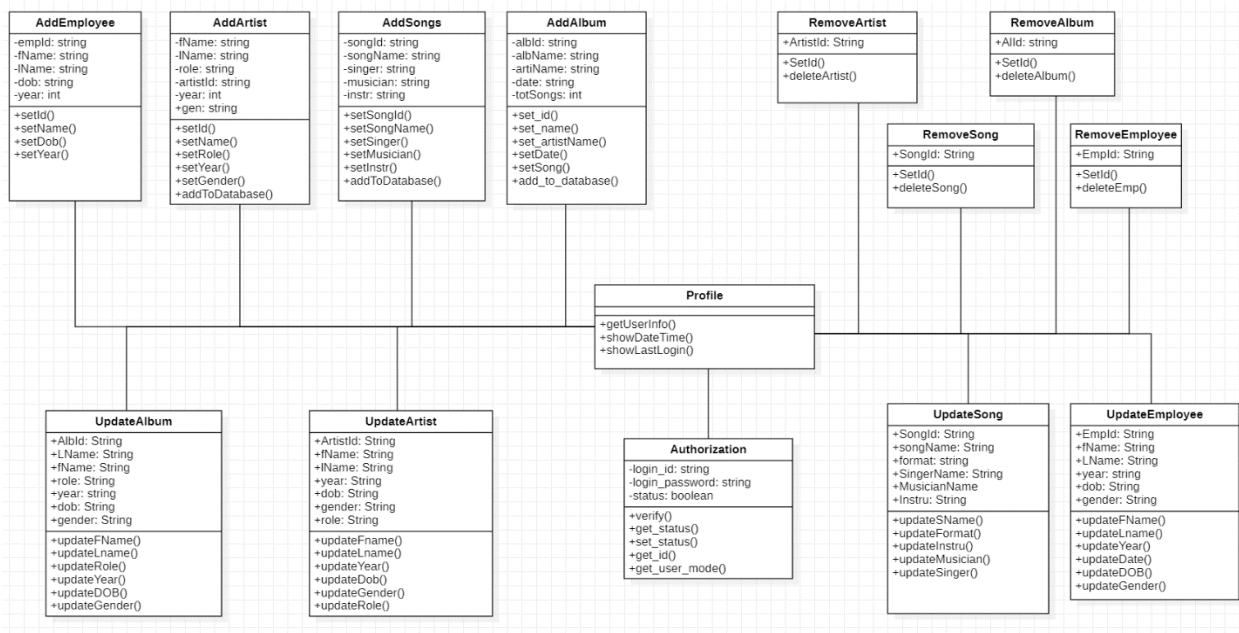 AddEmployee
-empId: string
-fName: string
-lName: string
-dob: string
-year: int
+setId()
+setName()
+setDob()
+setYear()
AddArtist
-fName: string
-lName: string
-role: string
-artistId: string
-year: int
+gen: string
+setId()
+setName()
+setRole()
+setYear()
+setGender()
+addToDatabase()
AddSongs
-songId: string
-songName: string
-singer: string
-musician: string
-instr: string
+setSongId()
+setSongName()
+setSinger()
+setMusician()
+setInstr()
+addToDatabase()
AddAlbum
-albId: string
-albName: string
-artiName: string
-date: string
-totSongs: int
+set_id()
+set_name()
+set_artistName()
+setDate()
+setSong()
+add_to_database()
RemoveArtist
+ArtistId: String
+SetId()
+deleteArtist()
RemoveAlbum
+AlId: string
+SetId()
+deleteAlbum()
RemoveSong
+SongId: String
+SetId()
+deleteSong()
RemoveEmployee
+EmpId: String
+SetId()
+deleteEmp()
Profile
+getUserInfo()
+showDateTime()
+showLastLogin()
UpdateAlbum
+AlbId: String
+LName: String
+fName: String
+role: String
+year: string
+dob: String
+gender: String
+updateFName()
+updateLname()
+updateRole()
+updateYear()
+updateDOB()
+updateGender()
UpdateArtist
+ArtistId: String
+fName: String
+lName: String
+year: String
+dob: String
+gender: String
+role: String
+updateFname()
+updateLname()
+updateYear()
+updateDob()
+updateGender()
+updateRole()
Authorization
-login_id: string
-login_password: string
-status: boolean
+verify()
+get_status()
+set_status()
+get_id()
+get_user_mode()
UpdateSong
+SongId: String
+songName: String
+format: string
+SingerName: String
+MusicianName
+Instru: String
+updateSName()
+updateFormat()
+updateInstru()
+updateMusician()
+updateSinger()
UpdateEmployee
+EmpId: String
+fName: String
+LName: String
+year: string
+dob: String
+gender: String
+updateFName()
+updateLname()
+updateYear()
+updateDate()
+updateDOB()
+updateGender()